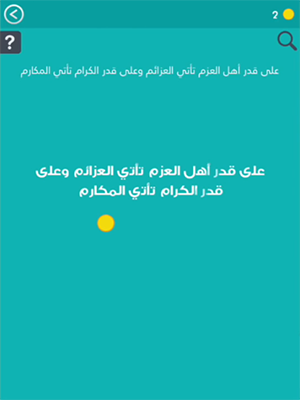 2
?
على قدر أهل العزم تأتي العزائم وعلى قدر الكرام تأتي المكارم
على قدر أهل العزم تأتي العزائم وعلى
قدر الكرام تأتي المكارم